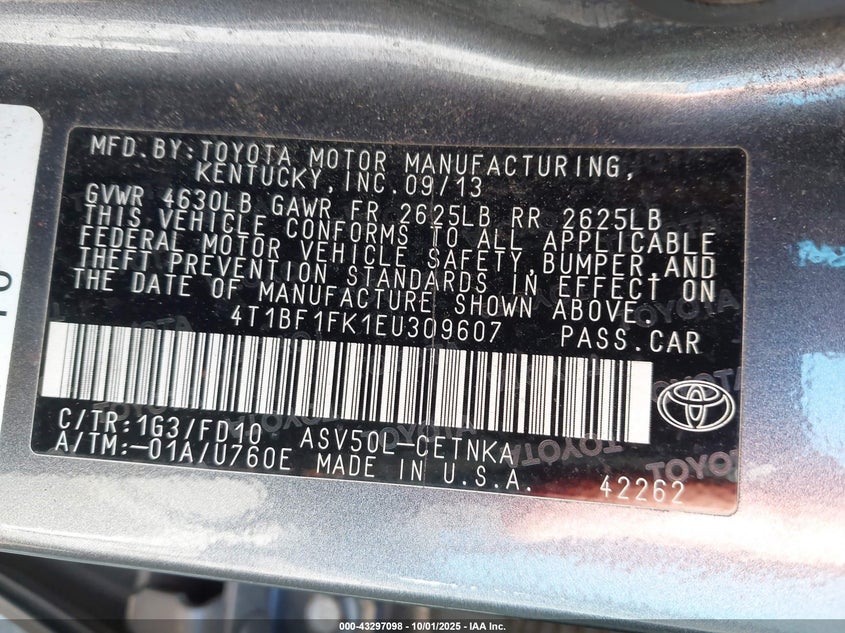 MFD.BY:TOYOTA MOTOR MANUFACTURING,
KENTUCKY, INC.09/13
GVWR 4630LB GAWR FR 2625LB RR 2625LB
THIS VEHICLE CONFORMS TO ALL APPLICABLE
FEDERAL MOTOR VEHICLE SAFETY,BUMPER,AND
THEFT PREVENTION STANDARDS IN EFFECT ON
THE DATE OF MANUFACTURE SHOWN ABOVE.
4T1BF1FK1EU309607 PASS.CAR
C/TR:1G3/FD10 ASV50L-CETNKA
A/TM:-01A/U760E MADE IN U.S.A. 42262
000-43297098 - 10/01/2025 - IAA Inc.